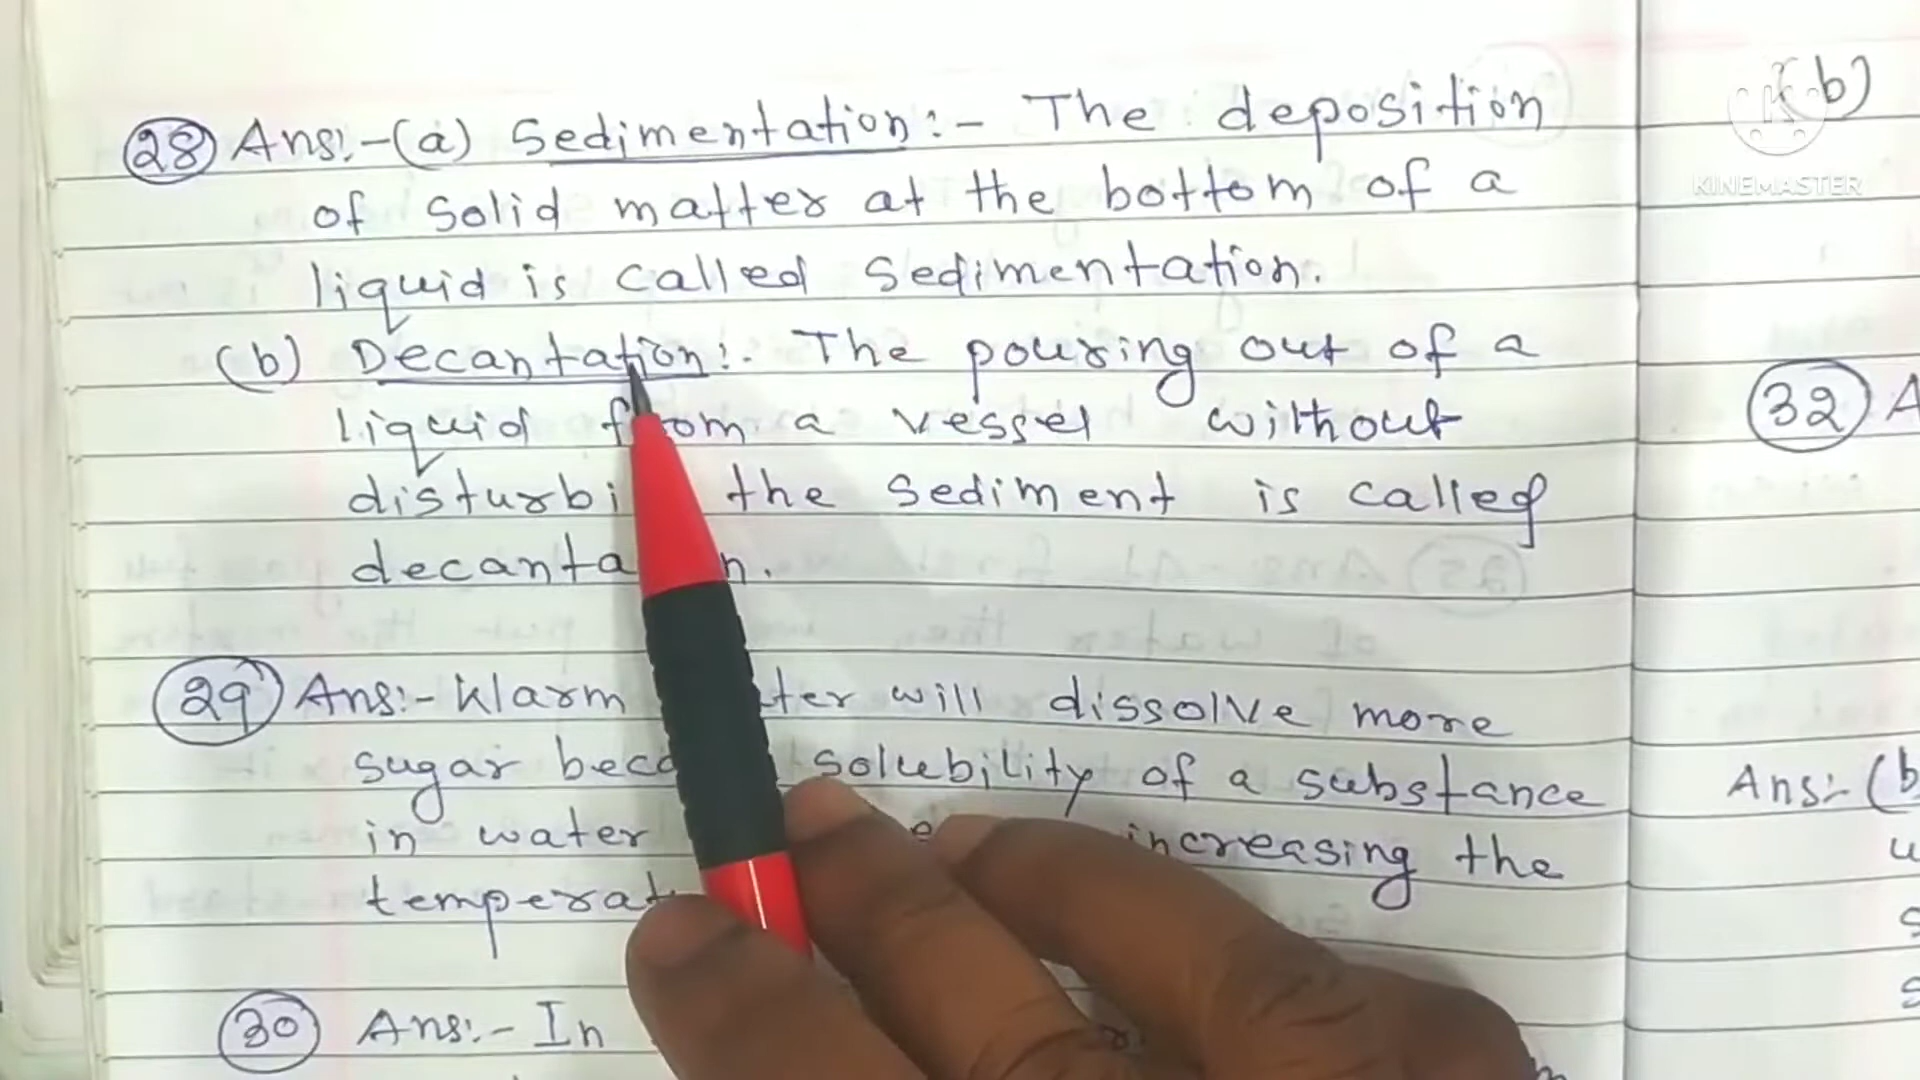 28 Ans:-(a) Sedimentation:- The deposition
of solid matter at the bottom of a
liquid is called sedimentation.
(b) Decantation:- The pouring out of a
liquid from a vessel without
disturbi the sediment is called
decanta n.
29 Ans:- Warm ter will dissolve more
sugar beca solubility of a substance
in water increasing the
temperat
30 Ans:- In
(b)
32 A
Ans:- (b
KINEMASTER